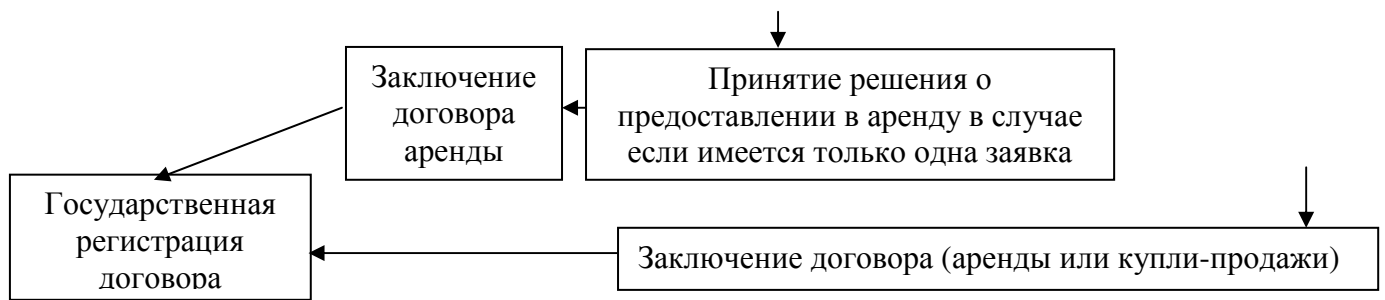 Заключение
договора
аренды
Принятие решения о
предоставлении в аренду в случае
если имеется только одна заявка
Государственная
регистрация
договора
Заключение договора (аренды или купли-продажи)